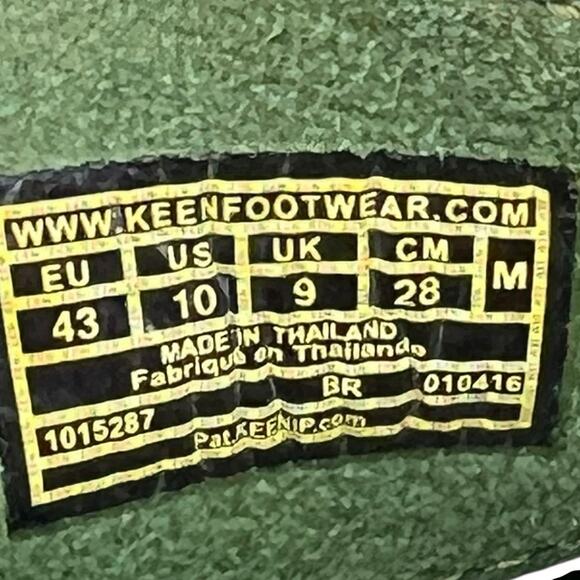 WWW.KEENFOOTWEAR.COM
EU US UK CM M
43 10 9 28
MADE IN THAILAND
Fabriqué en Thaïlande
BR 010416
1015287
Pat.KEENIP.com